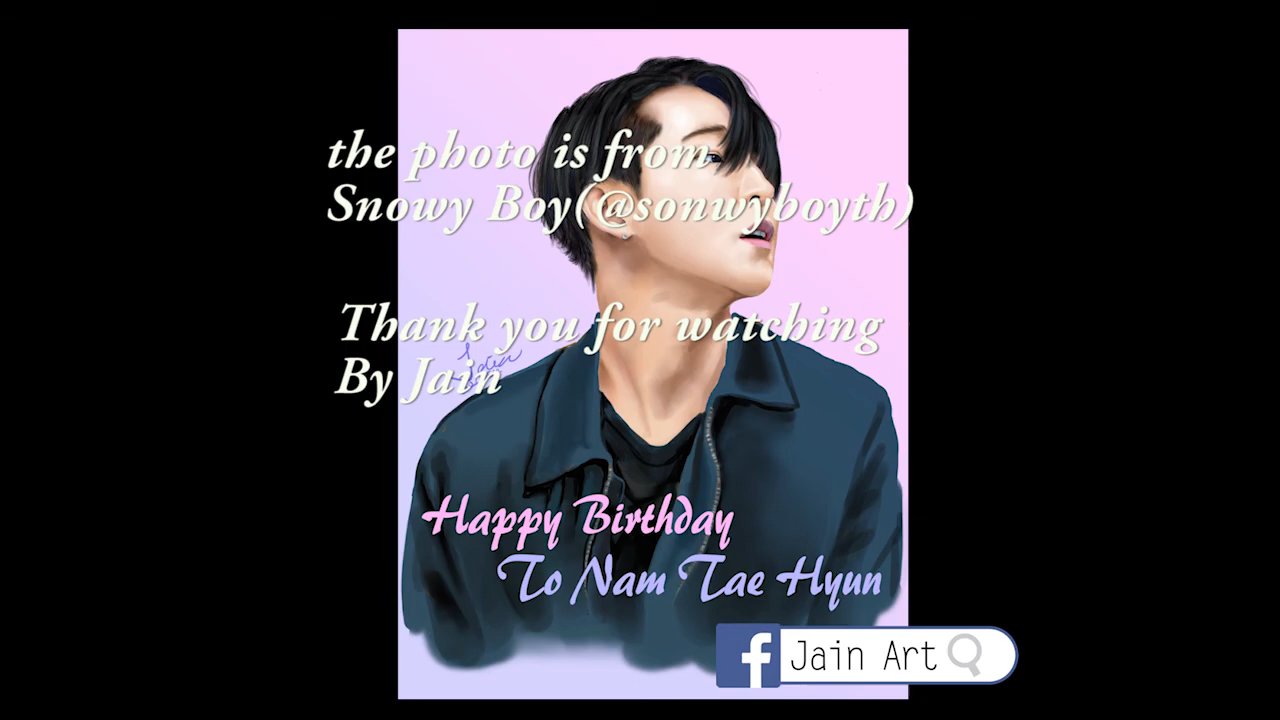 the photo is from
Snowy Boy(@sonwyboyth)
Thank you for watching
By Jain
Happy Birthday
To Nam Tae Hyun
f Jain Art